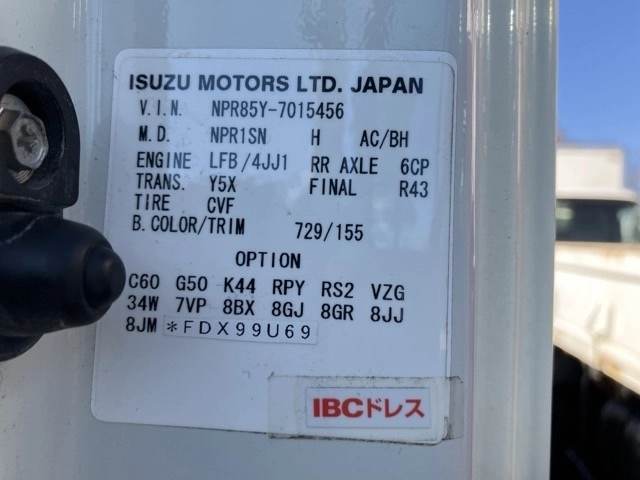 ISUZU MOTORS LTD. JAPAN
V.I.N. NPR85Y-7015456
M.D. NPR1SN H AC/BH
ENGINE LFB/4JJ1 RR AXLE 6CP
TRANS. Y5X FINAL R43
TIRE CVF
B.COLOR/TRIM 729/155
OPTION
C60 G50 K44 RPY RS2 VZG
34W 7VP 8BX 8GJ 8GR 8JJ
8JM *FDX99U69
IBCドレス